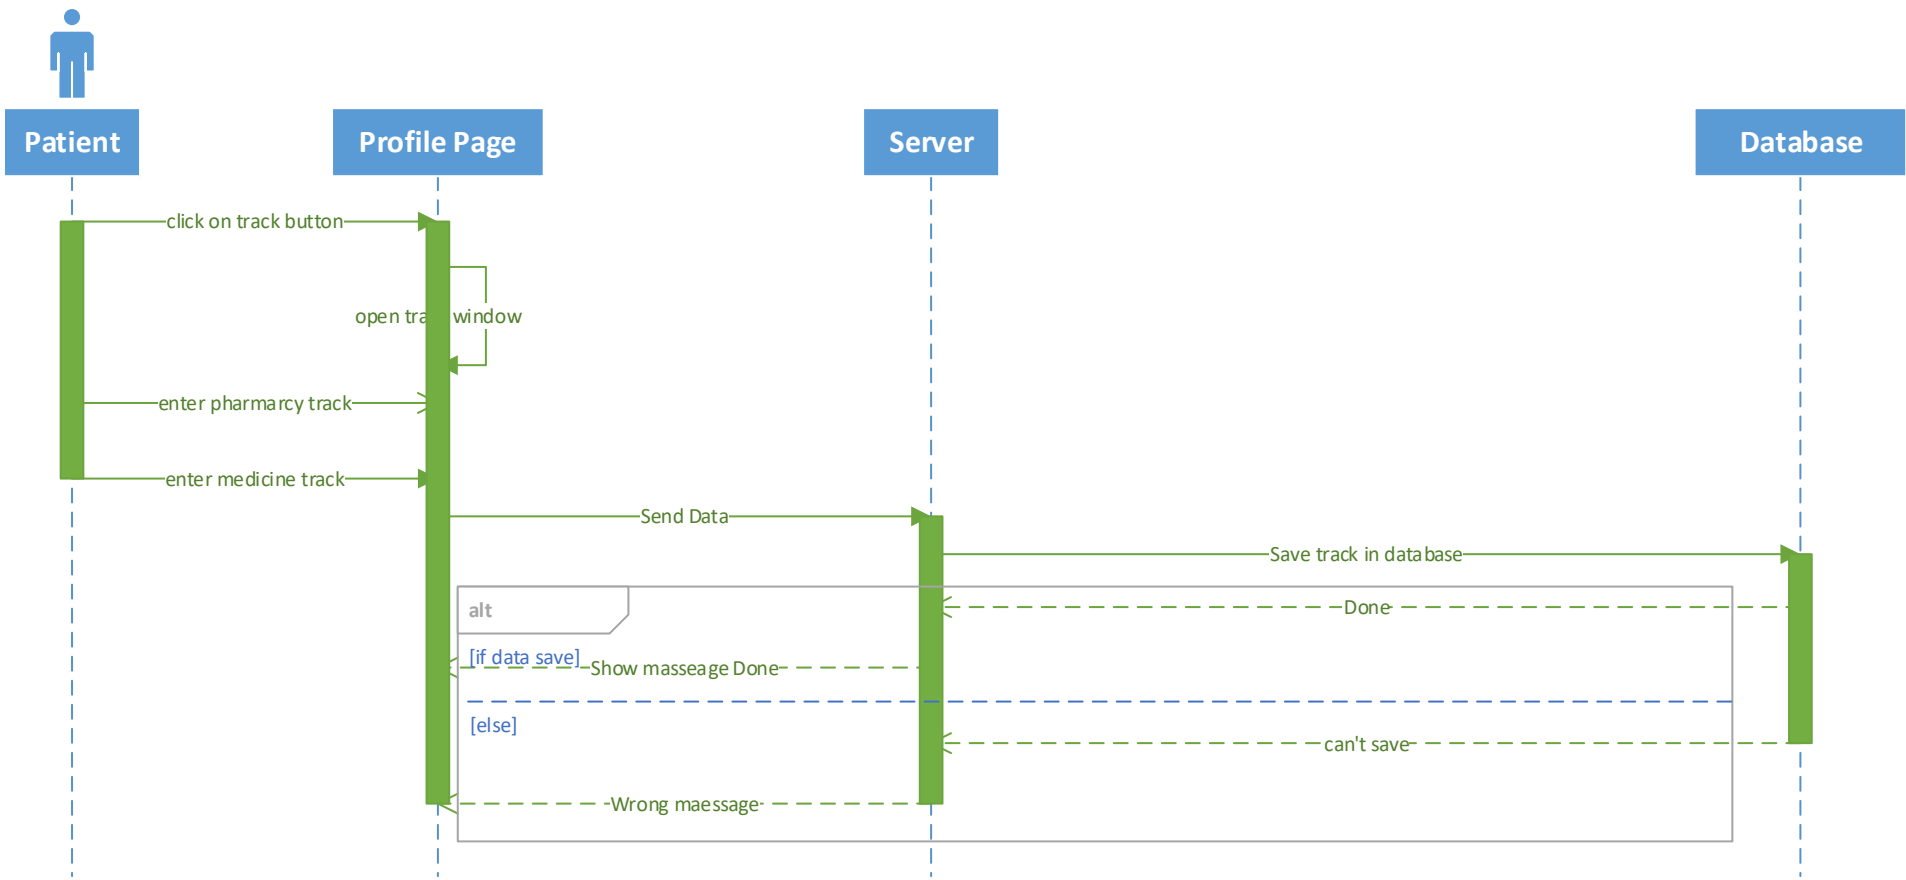 Patient
Profile Page
Server
Database
click on track button
open tra window
enter pharmarcy track
enter medicine track
Send Data
Save track in database
alt
Done
[if data save]
Show masseage Done
[else]
can't save
Wrong maessage